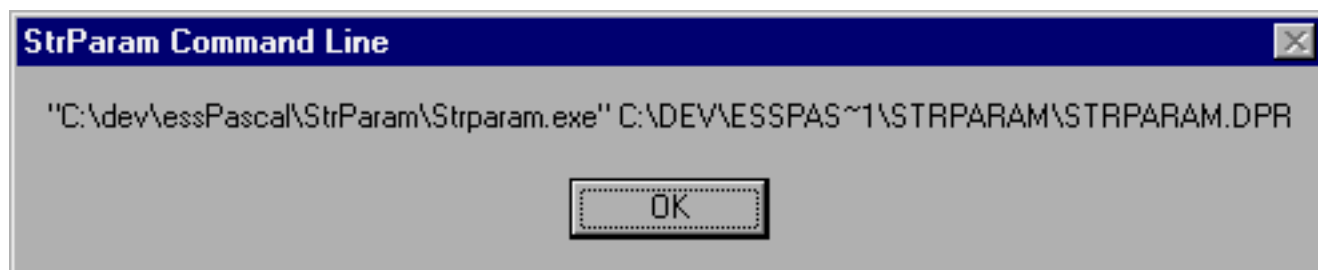 StrParam Command Line
"C:\dev\essPascal\StrParam\Strparam.exe" C:\DEV\ESSPAS~1\STRPARAM\STRPARAM.DPR
OK